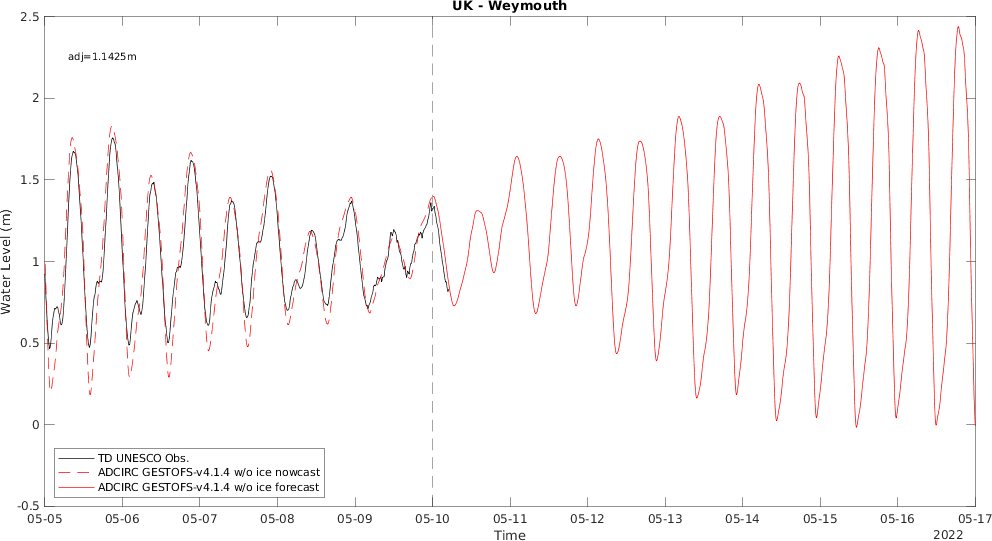 UK - Weymouth
adj=1.1425m
2.5
2
1.5
1
0.5
0
-0.5
Water Level (m)
TD UNESCO Obs.
ADCIRC GESTOFS-v4.1.4 w/o ice nowcast
ADCIRC GESTOFS-v4.1.4 w/o ice forecast
05-05 05-06 05-07 05-08 05-09 05-10 05-11 05-12 05-13 05-14 05-15 05-16 05-17
Time
2022